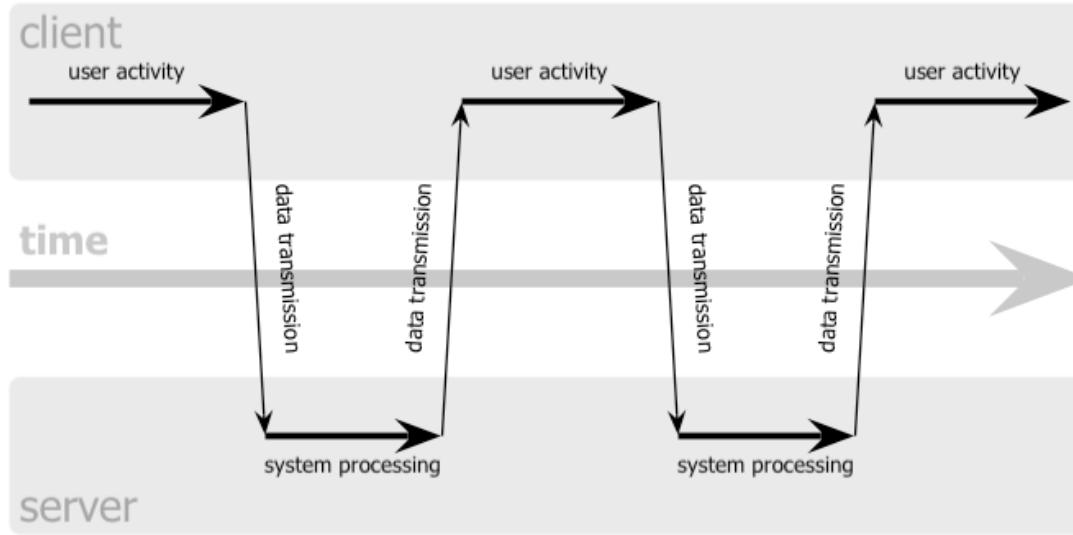 client
user activity
user activity
user activity
data transmission
data transmission
data transmission
data transmission
time
system processing
system processing
server